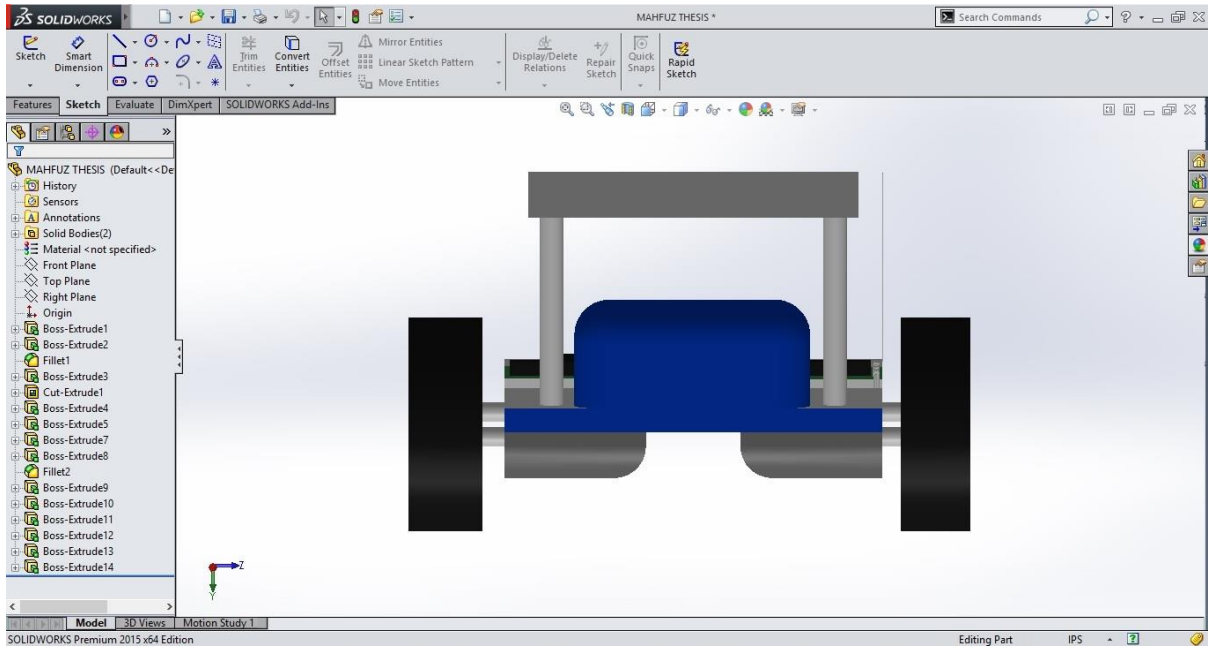 SOLIDWORKS
MAHFUZ THESIS *
Search Commands
?
Sketch
Smart Dimension
Trim Entities
Convert Entities
Offset Entities
Mirror Entities
Linear Sketch Pattern
Move Entities
Display/Delete Relations
Repair Sketch
Quick Snaps
Rapid Sketch
Features Sketch Evaluate DimXpert SOLIDWORKS Add-Ins
MAHFUZ THESIS (Default<<De
History
Sensors
Annotations
Solid Bodies(2)
Material <not specified>
Front Plane
Top Plane
Right Plane
Origin
Boss-Extrude1
Boss-Extrude2
Fillet1
Boss-Extrude3
Cut-Extrude1
Boss-Extrude4
Boss-Extrude5
Boss-Extrude7
Boss-Extrude8
Fillet2
Boss-Extrude9
Boss-Extrude10
Boss-Extrude11
Boss-Extrude12
Boss-Extrude13
Boss-Extrude14
Z
Y
Model 3D Views Motion Study 1
SOLIDWORKS Premium 2015 x64 Edition
Editing Part IPS ?